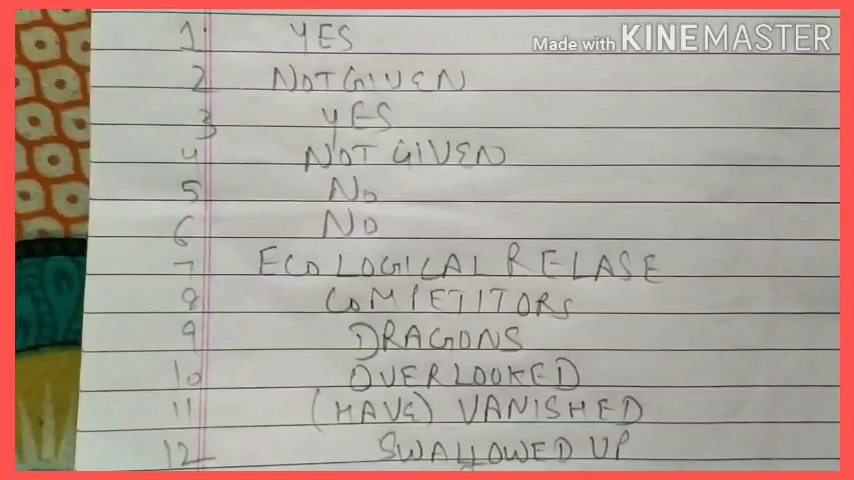 Made with KINEMASTER
1 YES
2 NOT GIVEN
3 YES
4 NOT GIVEN
5 NO
6 NO
7 ECOLOGICAL RELASE
8 COMPETITORS
9 DRAGONS
10 OVERLOOKED
11 (HAVE) VANISHED
12 SWALLOWED UP